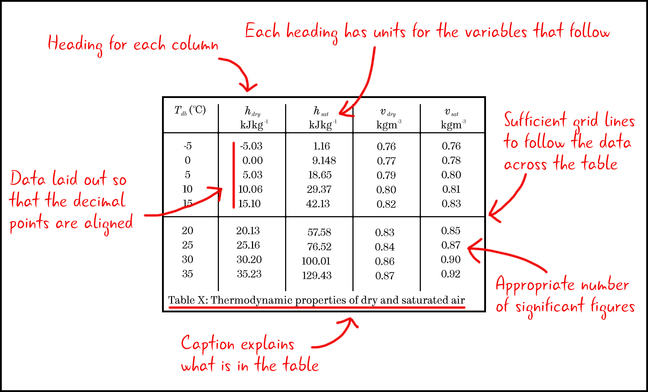 Heading for each column
Each heading has units for the variables that follow
T_db (°C) h_dry h_sat v_dry v_sat
kJkg⁻¹ kJkg⁻¹ kgm⁻³ kgm⁻³
-5 -5.03 1.16 0.76 0.76
0 0.00 9.148 0.77 0.78
5 5.03 18.65 0.79 0.80
10 10.06 29.37 0.80 0.81
15 15.10 42.13 0.82 0.83
20 20.13 57.58 0.83 0.85
25 25.16 76.52 0.84 0.87
30 30.20 100.01 0.86 0.90
35 35.23 129.43 0.87 0.92
Table X: Thermodynamic properties of dry and saturated air
Data laid out so
that the decimal
points are aligned
Sufficient grid lines
to follow the data
across the table
Appropriate number
of significant figures
Caption explains
what is in the table